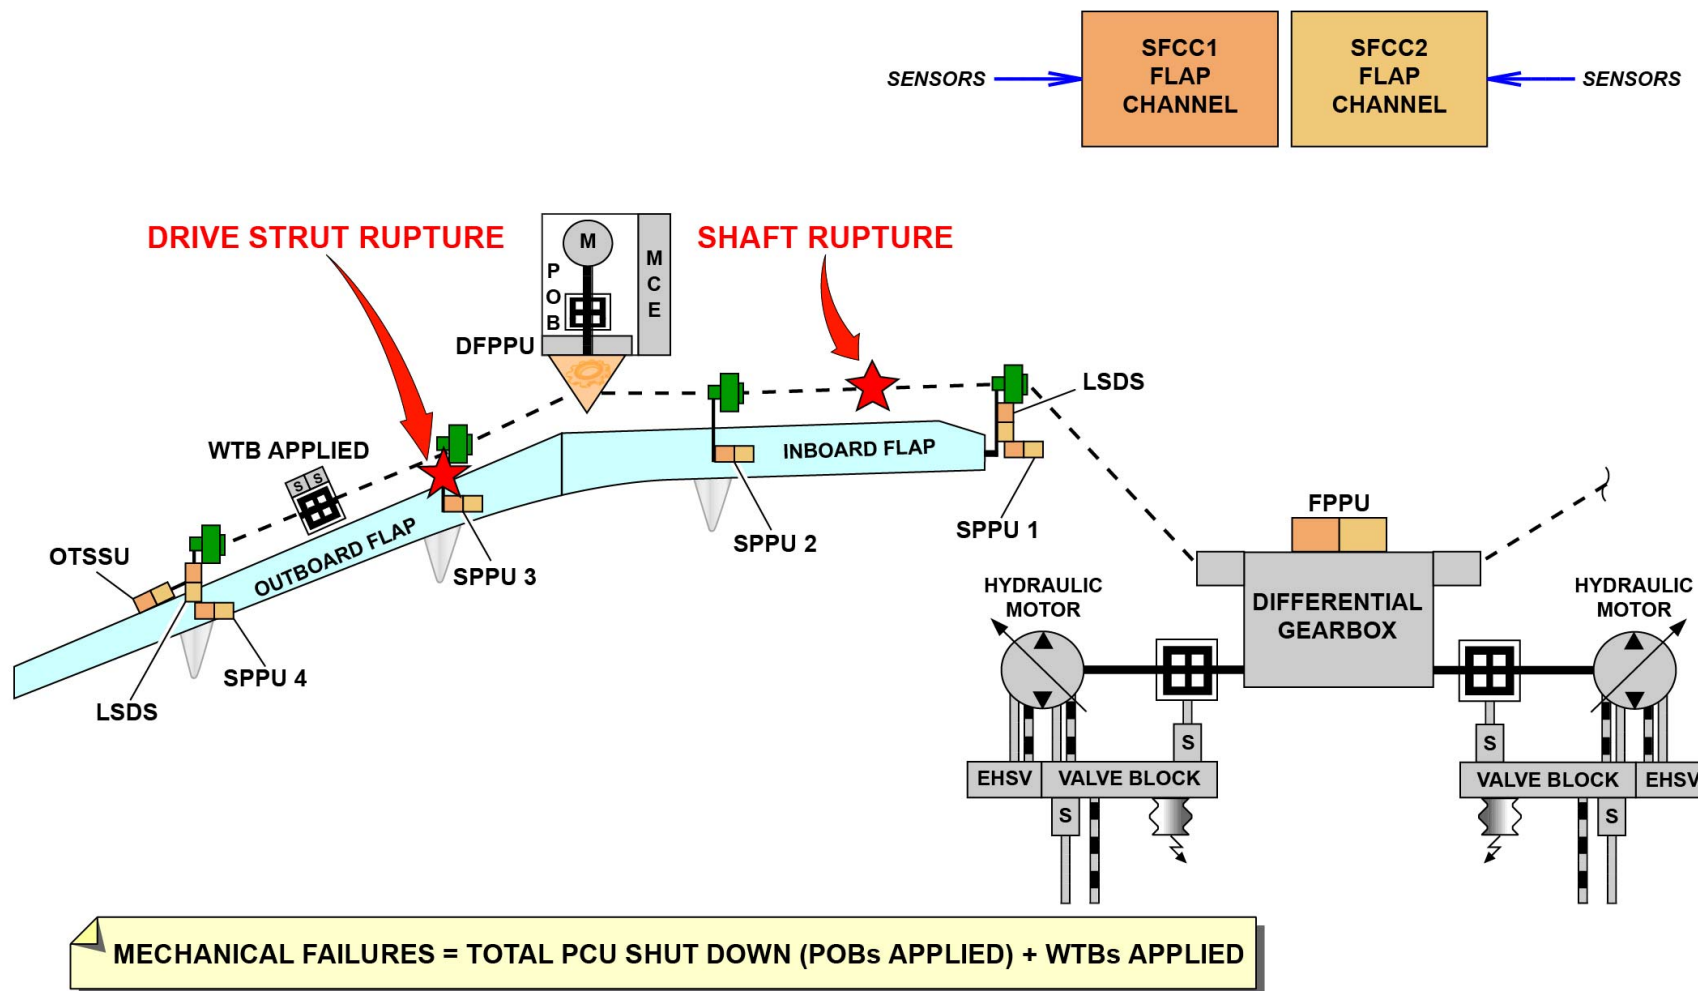 SFCC1
FLAP
CHANNEL
SFCC2
FLAP
CHANNEL
SENSORS
SENSORS
DRIVE STRUT RUPTURE
SHAFT RUPTURE
M
P
O
B
M
C
E
DFPPU
LSDS
WTB APPLIED
S S
INBOARD FLAP
OUTBOARD FLAP
SPPU 1
SPPU 2
SPPU 3
OTSSU
SPPU 4
LSDS
FPPU
DIFFERENTIAL
GEARBOX
HYDRAULIC
MOTOR
HYDRAULIC
MOTOR
S
S
EHSV
VALVE BLOCK
VALVE BLOCK
EHSV
S
S
MECHANICAL FAILURES = TOTAL PCU SHUT DOWN (POBs APPLIED) + WTBs APPLIED